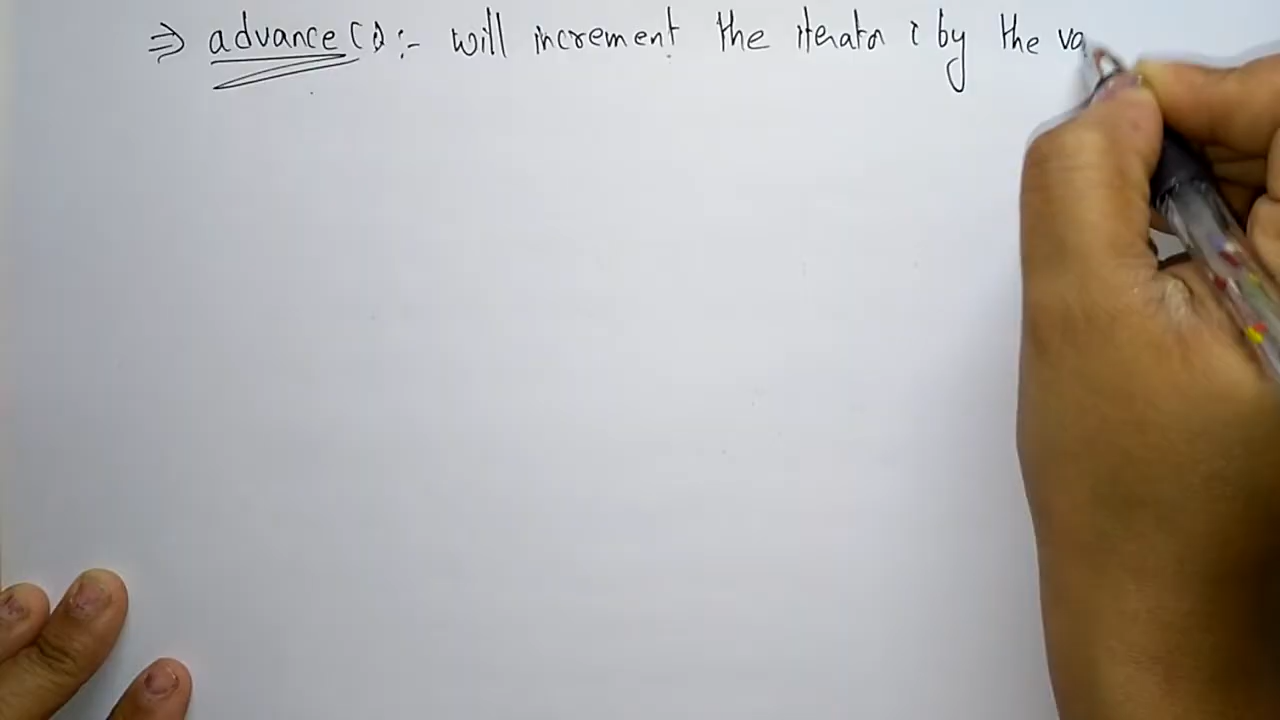 ⇒ advance():- will increment the iterator i by the va